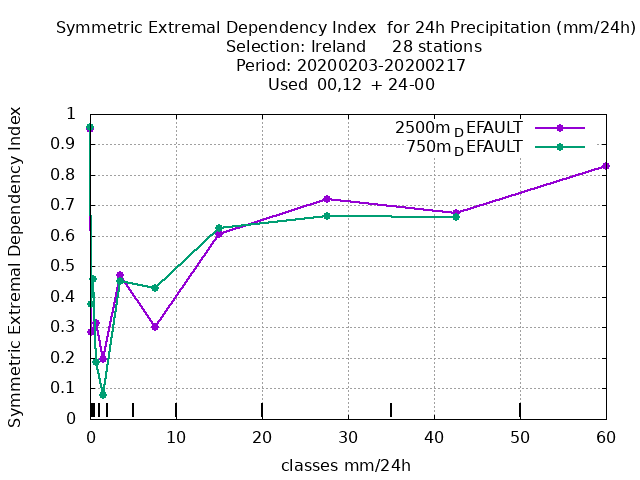 Symmetric Extremal Dependency Index  for 24h Precipitation (mm/24h)
Selection: Ireland     28 stations
Period: 20200203-20200217
Used  00,12  + 24-00
Symmetric Extremal Dependency Index
2500m_DEFAULT
750m_DEFAULT
1
0.9
0.8
0.7
0.6
0.5
0.4
0.3
0.2
0.1
0
0 10 20 30 40 50 60
classes mm/24h